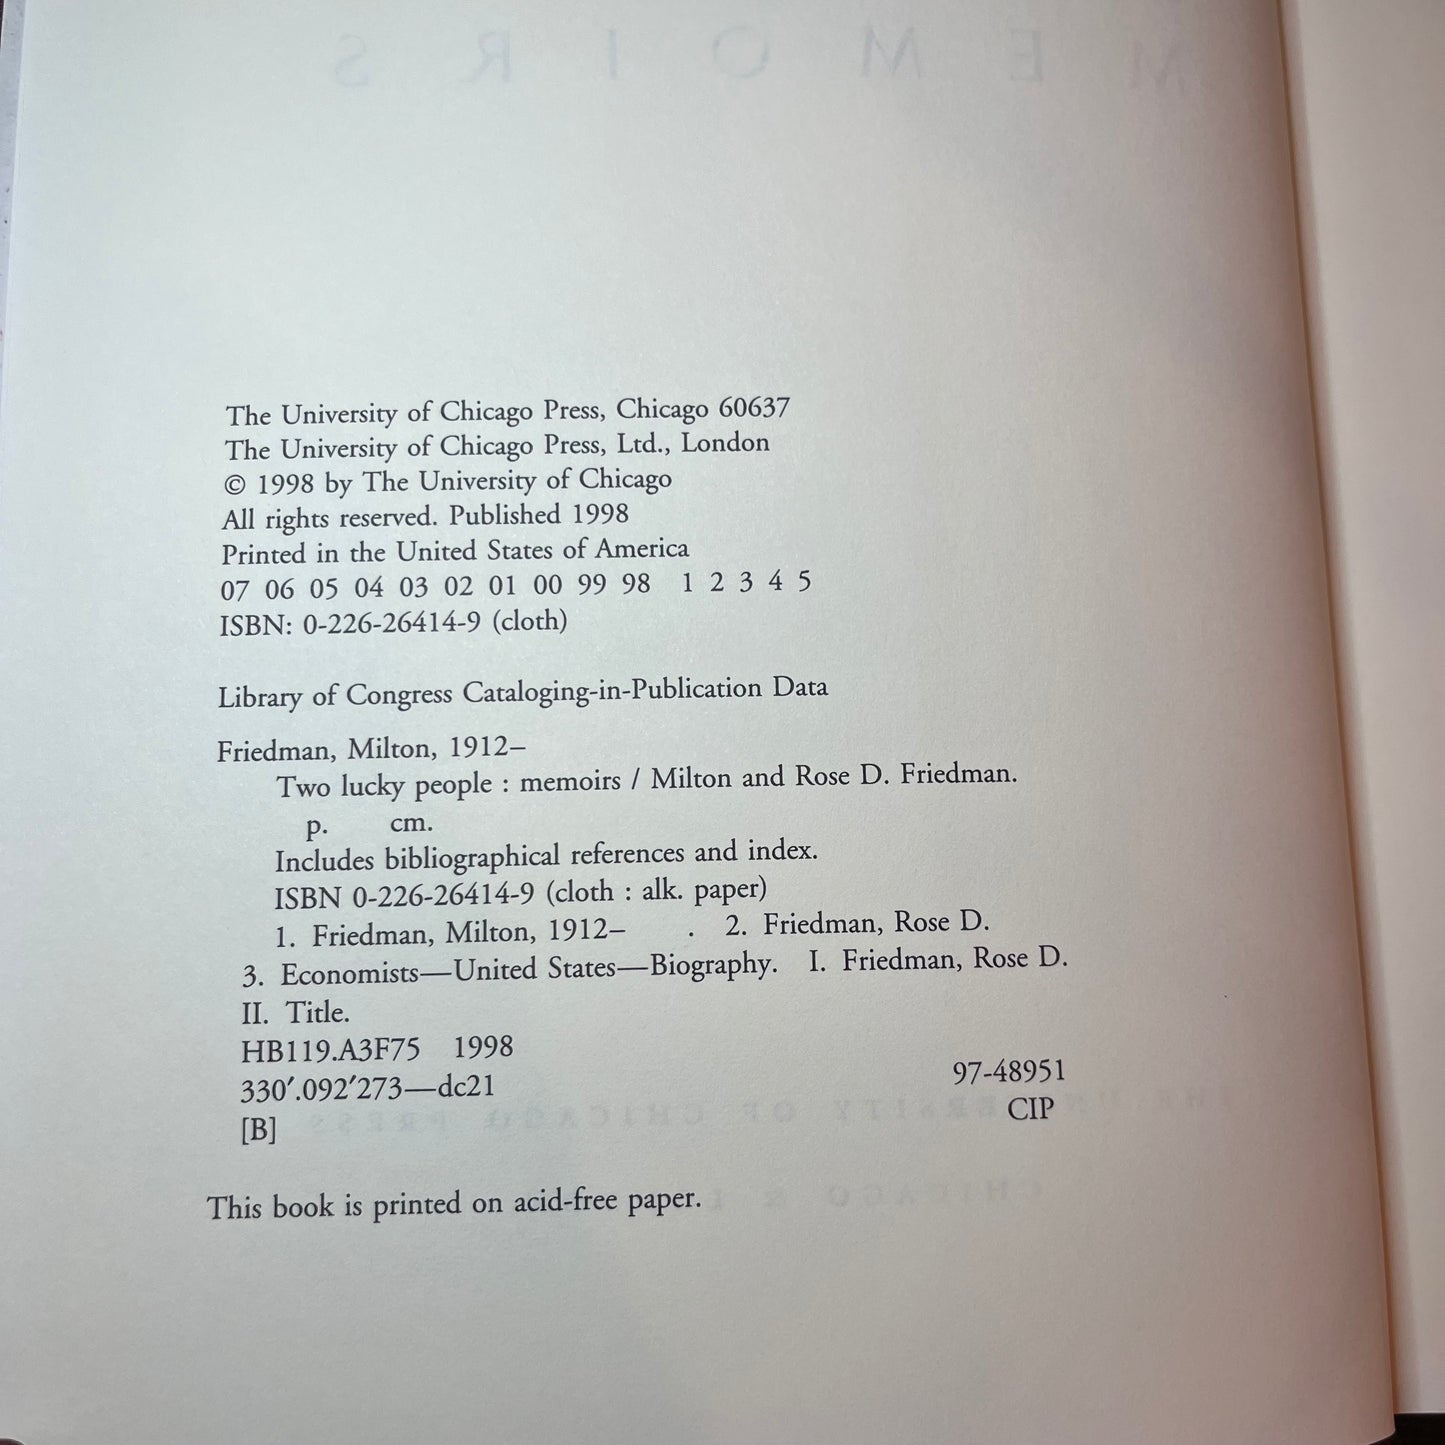 MEMOIRS
The University of Chicago Press, Chicago 60637
The University of Chicago Press, Ltd., London
© 1998 by The University of Chicago
All rights reserved. Published 1998
Printed in the United States of America
07 06 05 04 03 02 01 00 99 98 1 2 3 4 5
ISBN: 0-226-26414-9 (cloth)
Library of Congress Cataloging-in-Publication Data
Friedman, Milton, 1912–
Two lucky people : memoirs / Milton and Rose D. Friedman.
p. cm.
Includes bibliographical references and index.
ISBN 0-226-26414-9 (cloth : alk. paper)
1. Friedman, Milton, 1912– . 2. Friedman, Rose D.
3. Economists—United States—Biography. I. Friedman, Rose D.
II. Title.
HB119.A3F75 1998
330′.092′273—dc21 97-48951
[B] CIP
This book is printed on acid-free paper.